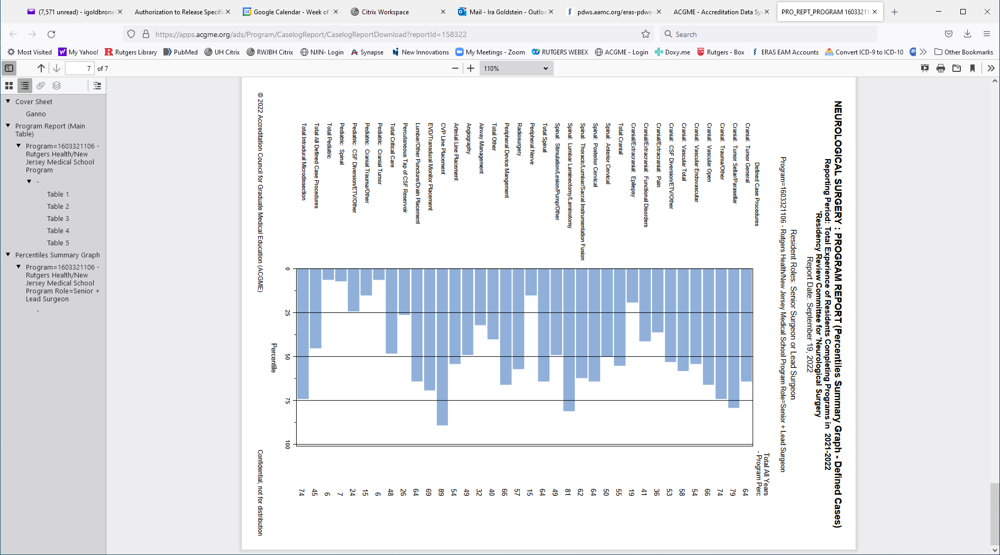 (7,571 unread) - igoldbronx
Authorization to Release Specifi
Google Calendar - Week of S
Citrix Workspace
Mail - Ira Goldstein - Outloo
pdws.aamc.org/eras-pdws-
ACGME - Accreditation Data Sys
PRO_REPT_PROGRAM 16033211
https://apps.acgme.org/ads/Program/CaselogReport/CaselogReportDownload?reportId=158322
Search
Most Visited
My Yahoo!
Rutgers Library
PubMed
UH Citrix
RWJBH Citrix
NJIN- Login
Synapse
New Innovations
My Meetings - Zoom
RUTGERS WEBEX
ACGME - Login
Doxy.me
Rutgers - Box
ERAS EAM Accounts
Convert ICD-9 to ICD-10
Other Bookmarks
7 of 7
110%
Cover Sheet
Ganno
Program Report (Main
Table)
Program=1603321106 -
Rutgers Health/New
Jersey Medical School
Program
-
Table 1
Table 2
Table 3
Table 4
Table 5
Percentiles Summary Graph
Program=1603321106 -
Rutgers Health/New
Jersey Medical School
Program Role=Senior +
Lead Surgeon
-
NEUROLOGICAL SURGERY : PROGRAM REPORT (Percentiles Summary Graph - Defined Cases)
Reporting Period: Total Experience of Residents Completing Programs in 2021-2022
'Residency Review Committee for 'Neurological Surgery
Report Date: September 19, 2022
Resident Roles: Senior Surgeon or Lead Surgeon
Program=1603321106 - Rutgers Health/New Jersey Medical School Program Role=Senior + Lead Surgeon
Total All Years
- Program Perc
Defined Case Procedures
Cranial: Tumor General 64
Cranial: Tumor Sellar/Parasellar 79
Cranial: Trauma/Other 74
Cranial: Vascular Open 66
Cranial: Vascular Endovascular 54
Cranial: Vascular Total 58
Cranial: CSF Diversion/ETV/Other 53
Cranial/Extracranial: Pain 36
Cranial/Extracranial: Functional Disorders 41
Cranial/Extracranial: Epilepsy 19
Total Cranial 55
Spinal: Anterior Cervical 50
Spinal: Posterior Cervical 64
Spinal: Thoracic/Lumbar/Sacral Instrumentation Fusion 62
Spinal: Lumbar Laminectomy/Laminotomy 81
Spinal: Stimulation/Lesion/Pump/Other 49
Total Spinal 64
Peripheral Nerve 15
Radiosurgery 57
Peripheral Device Mangement 66
Total Other 40
Airway Management 32
Angiography 49
Arterial Line Placement 54
CVP Line Placement 89
EVD/Transdural Monitor Placement 69
Lumbar/Other Puncture/Drain Placement 64
Percutaneous Tap of CSF Reservoir 26
Total Critical Care 48
Pediatric: Cranial Tumor 6
Pediatric: Cranial Trauma/Other 15
Pediatric: CSF Diversion/ETV/Other 24
Pediatric: Spinal 7
Total Pediatric 6
Total All Defined Case Procedures 45
Total Intradural Microdissection 74
0 25 50 75 100
Percentile
© 2022 Accreditation Council for Graduate Medical Education (ACGME)
Confidential, not for distribution